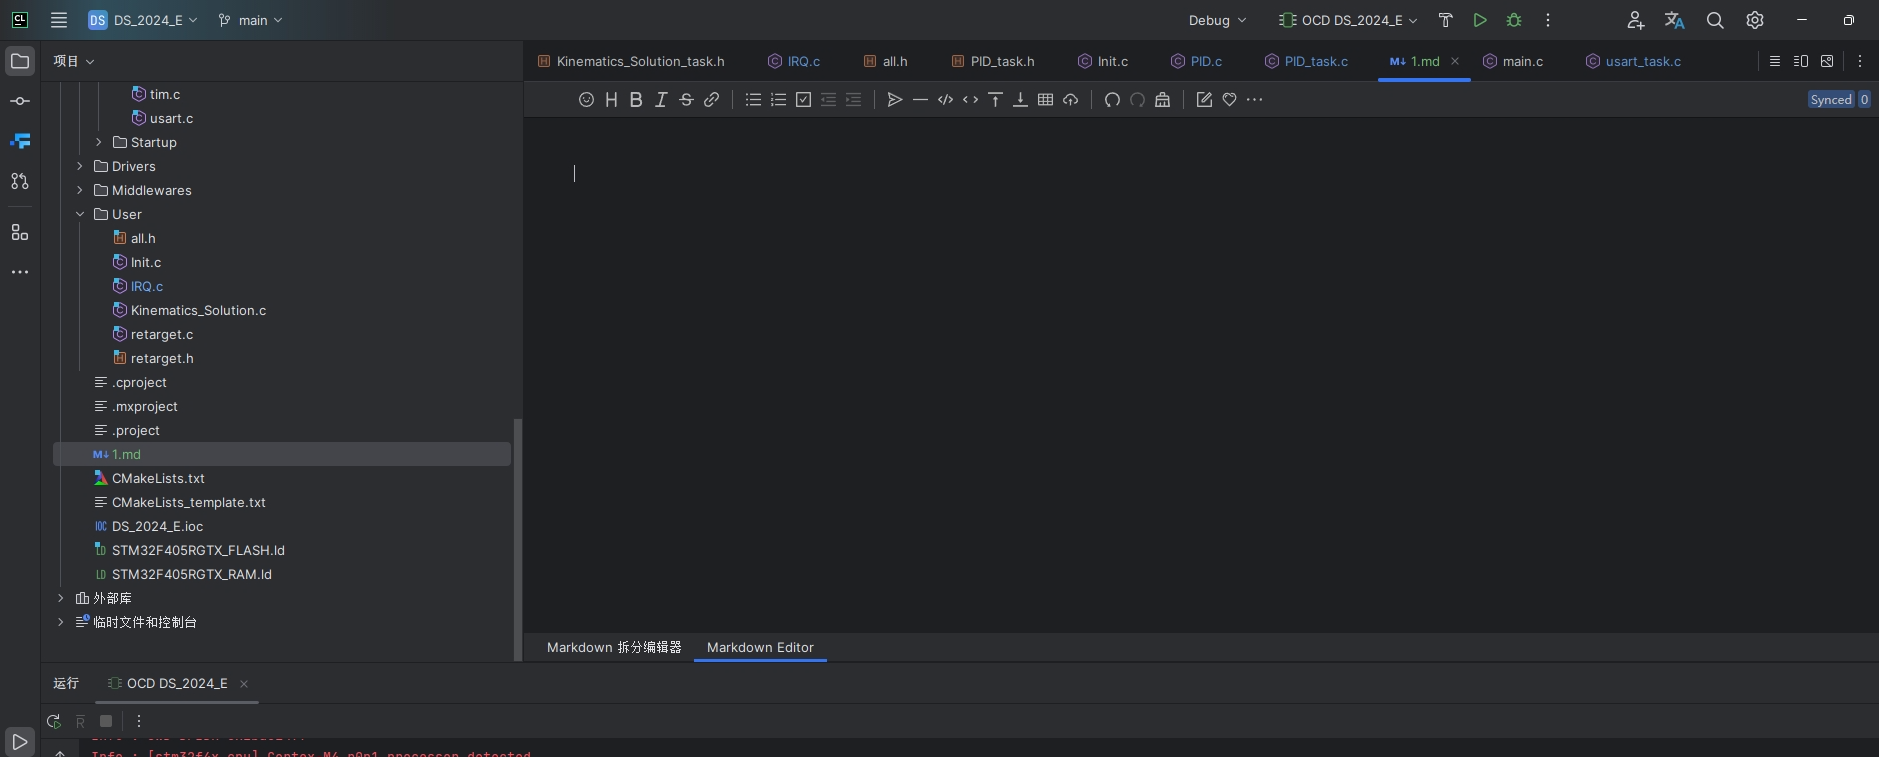 CL DS DS_2024_E main Debug OCD DS_2024_E
项目
Kinematics_Solution_task.h IRQ.c all.h PID_task.h Init.c PID.c PID_task.c M↓ 1.md main.c usart_task.c
Synced 0
tim.c
usart.c
Startup
Drivers
Middlewares
User
all.h
Init.c
IRQ.c
Kinematics_Solution.c
retarget.c
retarget.h
.cproject
.mxproject
.project
M↓ 1.md
CMakeLists.txt
CMakeLists_template.txt
IOC DS_2024_E.ioc
LD STM32F405RGTX_FLASH.ld
LD STM32F405RGTX_RAM.ld
外部库
临时文件和控制台
Markdown 拆分编辑器 Markdown Editor
运行 OCD DS_2024_E
Info : [stm32f4x.cpu] Cortex-M4 r0p1 processor detected